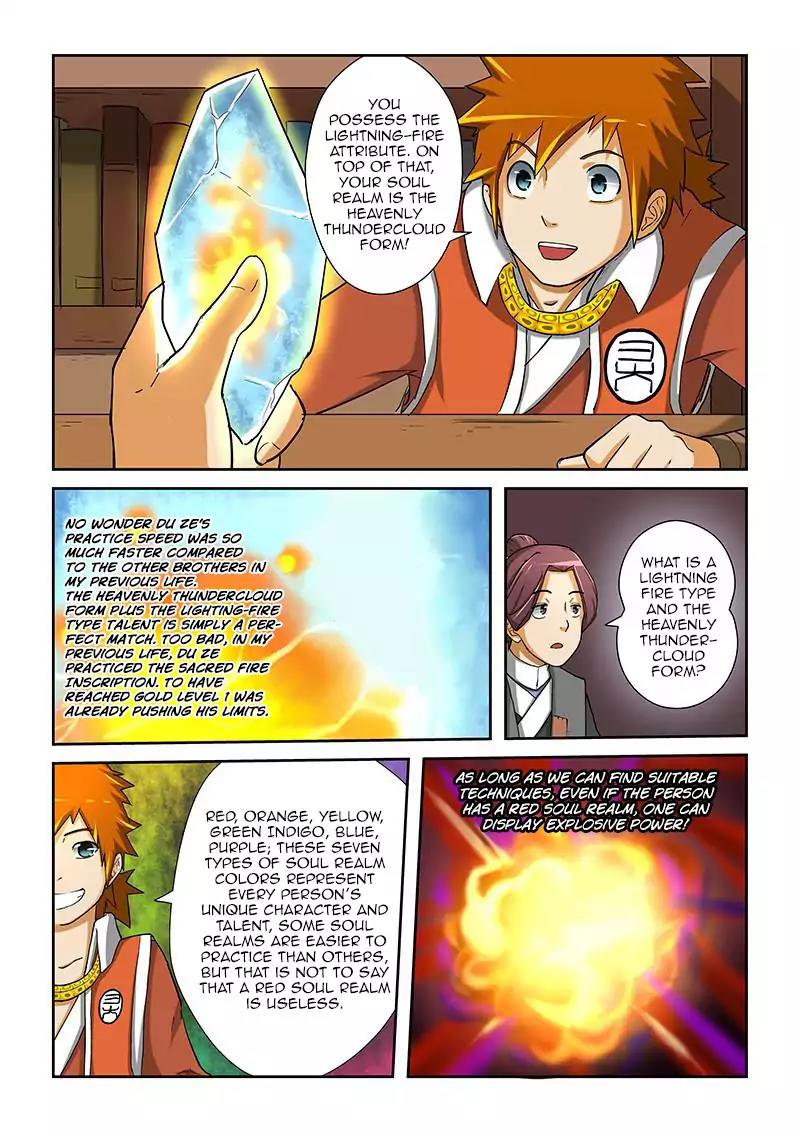 YOU
POSSESS THE
LIGHTNING-FIRE
ATTRIBUTE. ON
TOP OF THAT,
YOUR SOUL
REALM IS THE
HEAVENLY
THUNDERCLOUD
FORM!
NO WONDER DU ZE'S
PRACTICE SPEED WAS SO
MUCH FASTER COMPARED
TO THE OTHER BROTHERS IN
MY PREVIOUS LIFE.
THE HEAVENLY THUNDERCLOUD
FORM PLUS THE LIGHTING-FIRE
TYPE TALENT IS SIMPLY A PER-
FECT MATCH. TOO BAD, IN MY
PREVIOUS LIFE, DU ZE
PRACTICED THE SACRED FIRE
INSCRIPTION. TO HAVE
REACHED GOLD LEVEL 1 WAS
ALREADY PUSHING HIS LIMITS.
WHAT IS A
LIGHTNING
FIRE TYPE
AND THE
HEAVENLY
THUNDER-
CLOUD
FORM?
RED, ORANGE, YELLOW,
GREEN INDIGO, BLUE,
PURPLE; THESE SEVEN
TYPES OF SOUL REALM
COLORS REPRESENT
EVERY PERSON'S
UNIQUE CHARACTER AND
TALENT, SOME SOUL
REALMS ARE EASIER TO
PRACTICE THAN OTHERS,
BUT THAT IS NOT TO SAY
THAT A RED SOUL REALM
IS USELESS.
AS LONG AS WE CAN FIND SUITABLE
TECHNIQUES, EVEN IF THE PERSON
HAS A RED SOUL REALM, ONE CAN
DISPLAY EXPLOSIVE POWER!